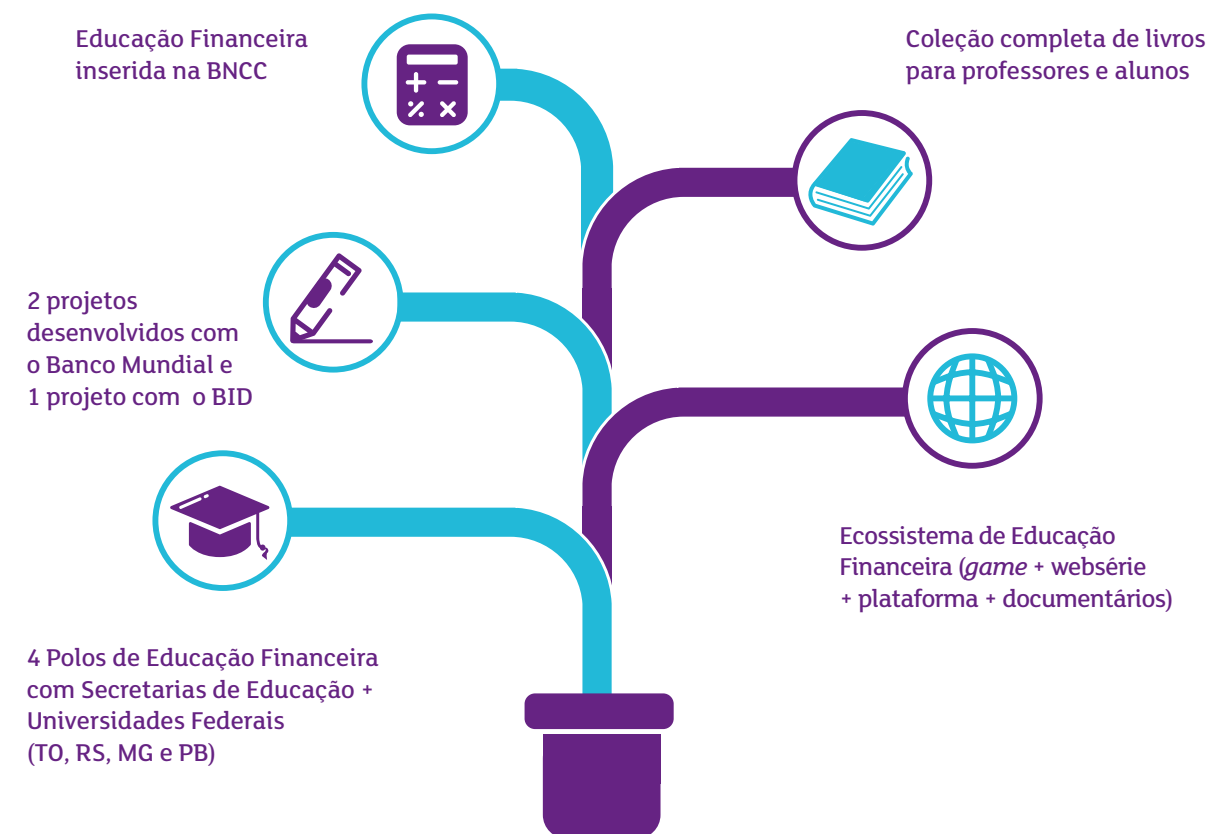 Educação Financeira
inserida na BNCC
Coleção completa de livros
para professores e alunos
2 projetos
desenvolvidos com
o Banco Mundial e
1 projeto com o BID
Ecossistema de Educação
Financeira (game + websérie
+ plataforma + documentários)
4 Polos de Educação Financeira
com Secretarias de Educação +
Universidades Federais
(TO, RS, MG e PB)